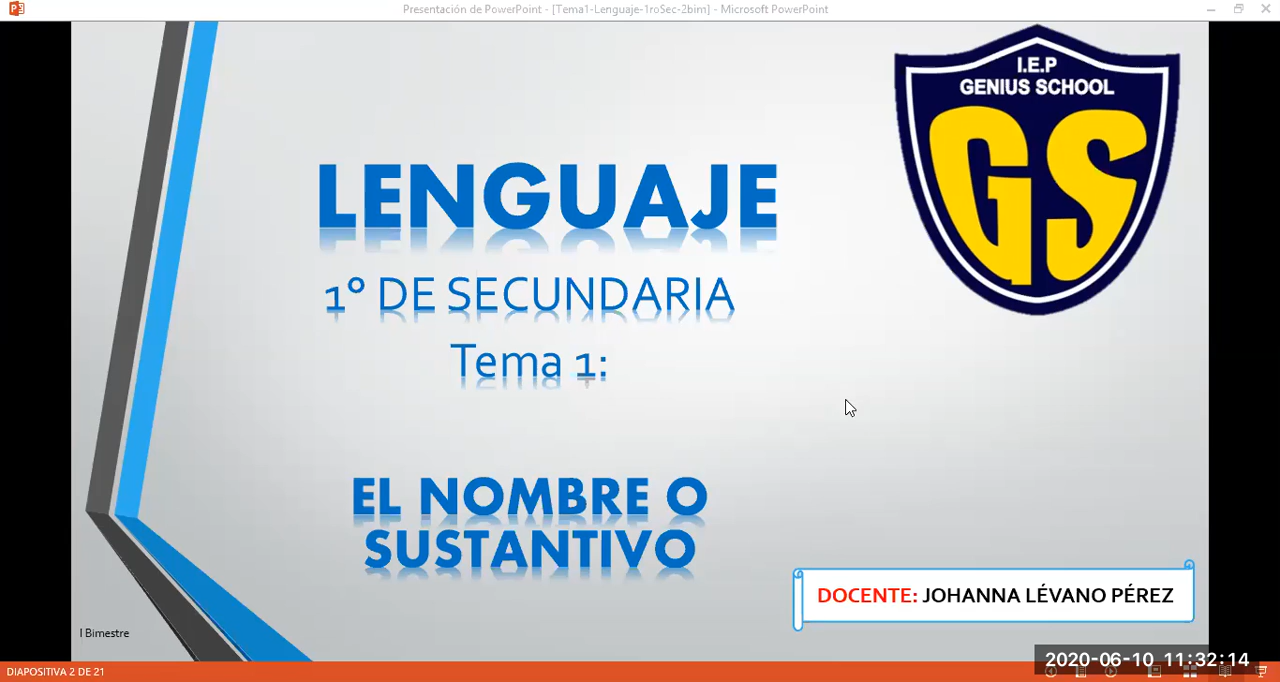 Presentación de PowerPoint - [Tema1-Lenguaje-1roSec-2bim] - Microsoft PowerPoint
I.E.P
GENIUS SCHOOL
GS
LENGUAJE
1° DE SECUNDARIA
Tema 1:
EL NOMBRE O
SUSTANTIVO
DOCENTE: JOHANNA LÉVANO PÉREZ
I Bimestre
DIAPOSITIVA 2 DE 21
2020-06-10 11:32:14